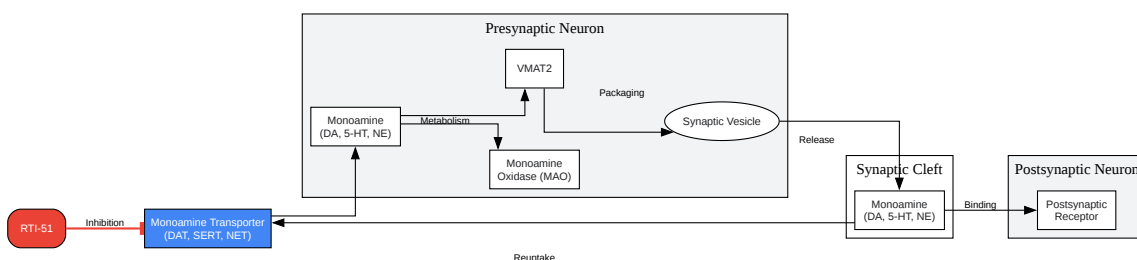 Presynaptic Neuron
VMAT2
Packaging
Monoamine
(DA, 5-HT, NE)
Metabolism
Synaptic Vesicle
Release
Monoamine
Oxidase (MAO)
Synaptic Cleft
Postsynaptic Neuron
RTI-51
Inhibition
Monoamine Transporter
(DAT, SERT, NET)
Monoamine
(DA, 5-HT, NE)
Binding
Postsynaptic
Receptor
Reuptake